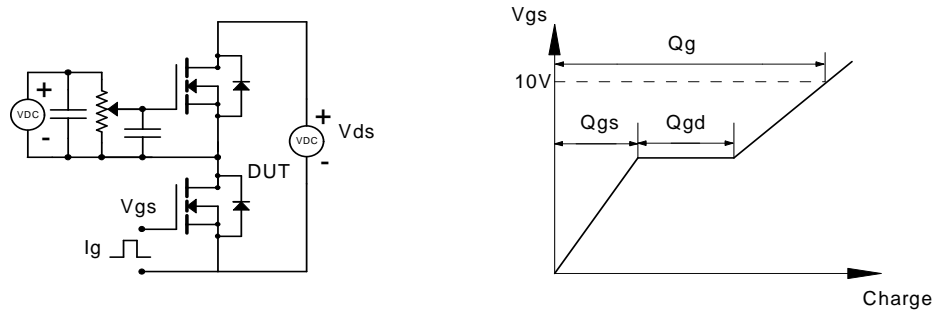 +
VDC
-
+
VDC
-
Vds
DUT
Vgs
Ig
Vgs
Qg
10V
Qgs
Qgd
Charge